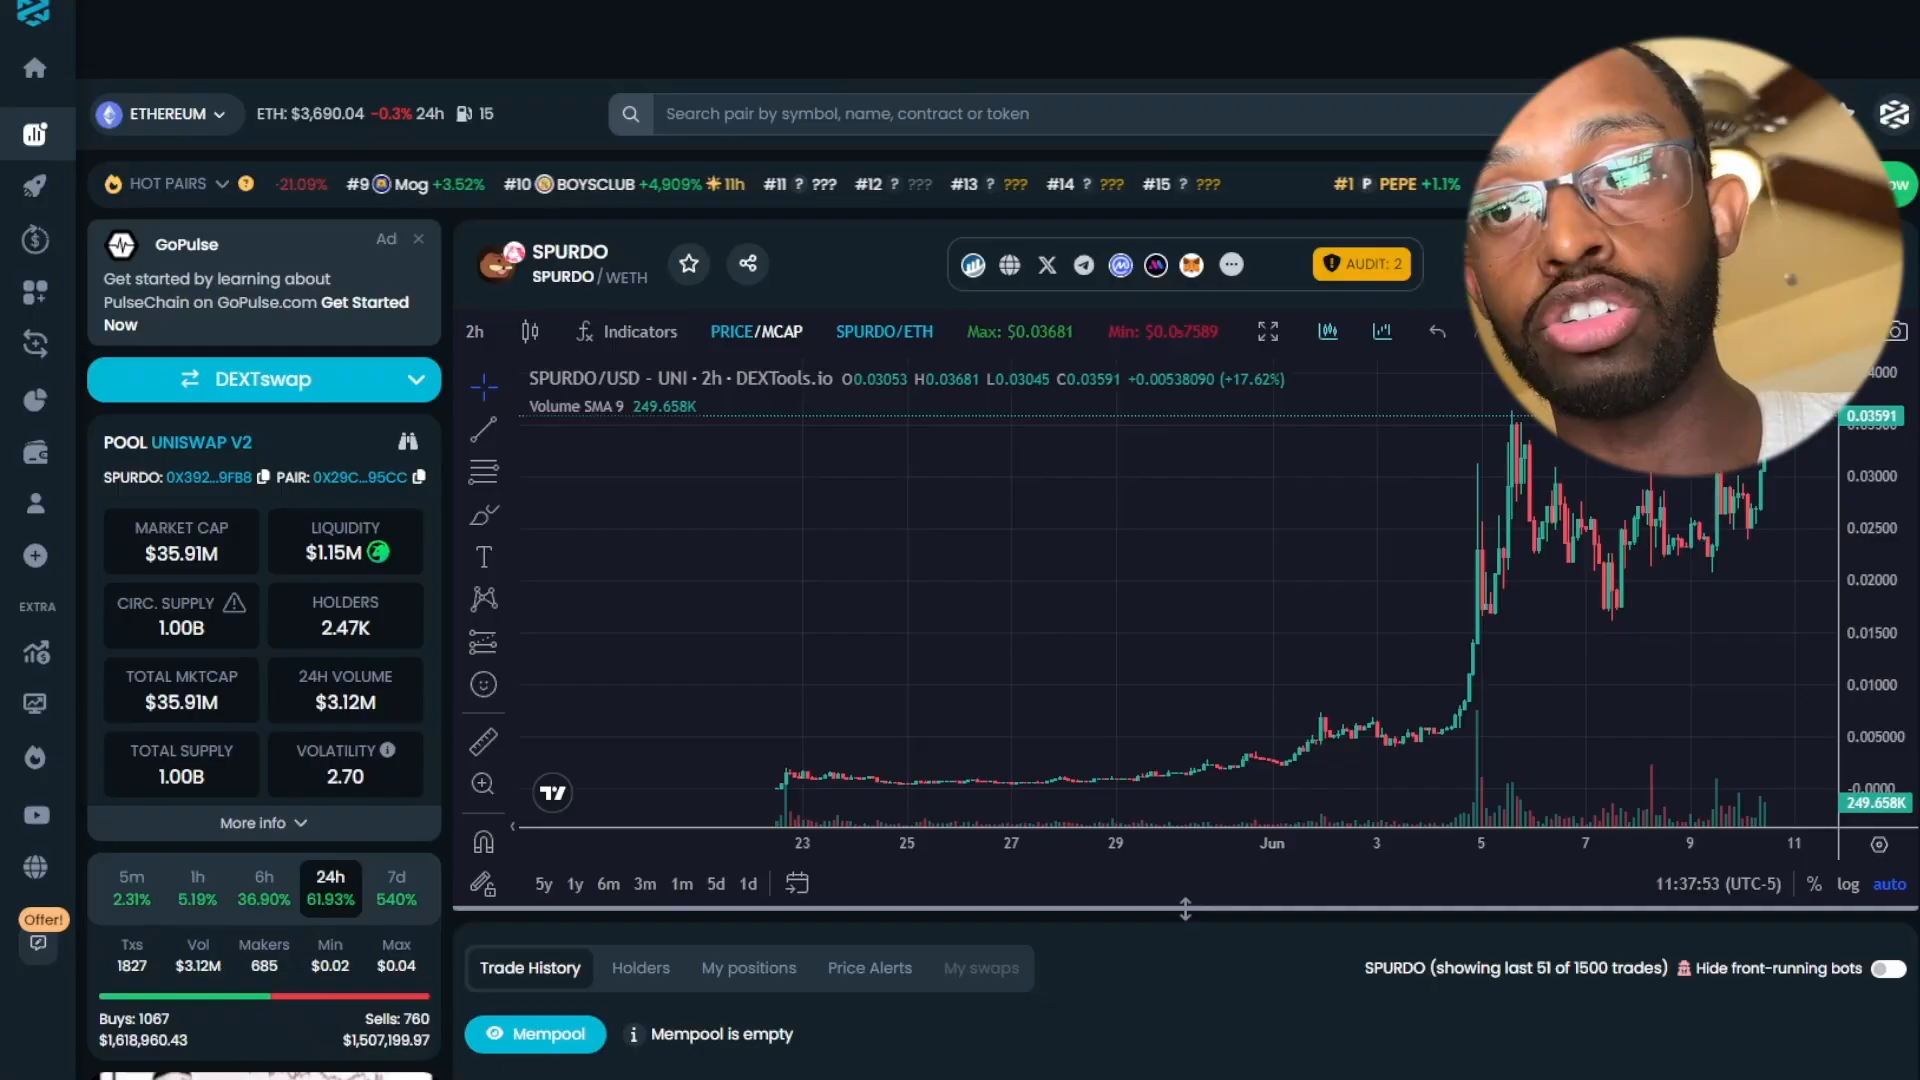 ETHEREUM
ETH: $3,690.04 -0.3% 24h 15
Search pair by symbol, name, contract or token
HOT PAIRS ? -21.09% #9 Mog +3.52% #10 BOYSCLUB +4,909% 11h #11 ? ??? #12 ? ??? #13 ? ??? #14 ? ??? #15 ? ??? #1 P PEPE +1.1%
GoPulse
Ad
Get started by learning about
PulseChain on GoPulse.com Get Started
Now
DEXTswap
POOL UNISWAP V2
SPURDO: 0X392...9FB8 PAIR: 0X29C...95CC
MARKET CAP
$35.91M
LIQUIDITY
$1.15M
CIRC. SUPPLY
1.00B
HOLDERS
2.47K
TOTAL MKTCAP
$35.91M
24H VOLUME
$3.12M
TOTAL SUPPLY
1.00B
VOLATILITY
2.70
More info
5m 1h 6h 24h 7d
2.31% 5.19% 36.90% 61.93% 540%
Txs Vol Makers Min Max
1827 $3.12M 685 $0.02 $0.04
Buys: 1067 Sells: 760
$1,618,960.43 $1,507,199.97
EXTRA
Offer!
SPURDO
SPURDO / WETH
AUDIT: 2
2h Indicators PRICE/MCAP SPURDO/ETH Max: $0.03681 Min: $0.0₅7589
SPURDO/USD - UNI · 2h · DEXTools.io O0.03053 H0.03681 L0.03045 C0.03591 +0.00538090 (+17.62%)
Volume SMA 9 249.658K
0.03591
0.03000
0.02500
0.02000
0.01500
0.01000
0.005000
-0.0000
249.658K
23 25 27 29 Jun 3 5 7 9 11
5y 1y 6m 3m 1m 5d 1d
11:37:53 (UTC-5) % log auto
Trade History Holders My positions Price Alerts My swaps
SPURDO (showing last 51 of 1500 trades) Hide front-running bots
Mempool
Mempool is empty